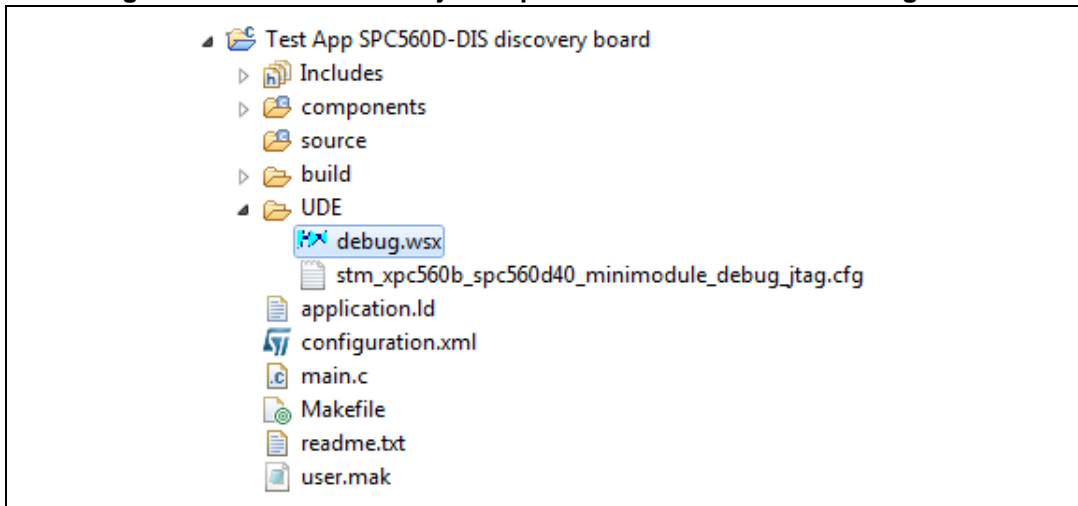 Test App SPC560D-DIS discovery board
Includes
components
source
build
UDE
debug.wsx
stm_xpc560b_spc560d40_minimodule_debug_jtag.cfg
application.ld
configuration.xml
main.c
Makefile
readme.txt
user.mak